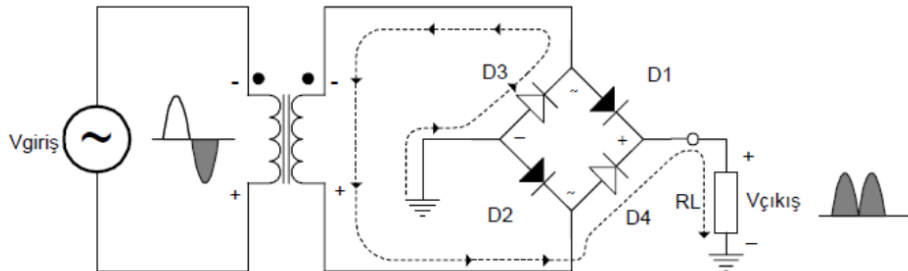 Vgiriş
~
-
-
+
+
D3
D1
~
−
+
~
D2
D4
RL
+
Vçıkış
−